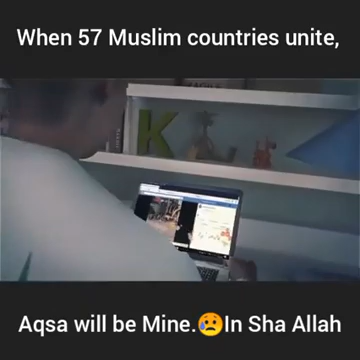 When 57 Muslim countries unite,
K
Aqsa will be Mine.😥In Sha Allah